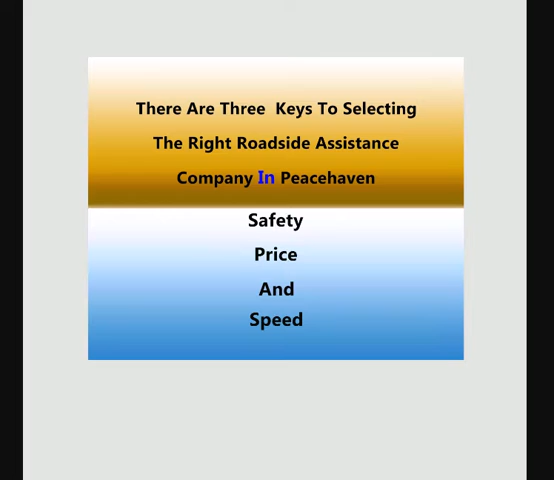 There Are Three Keys To Selecting
The Right Roadside Assistance
Company In Peacehaven
Safety
Price
And
Speed